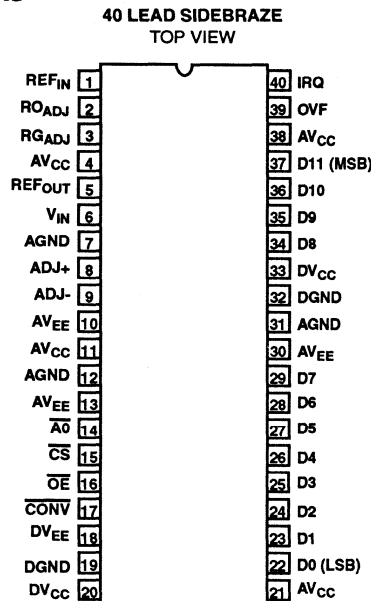 40 LEAD SIDEBRAZE
TOP VIEW
REFIN 1 40 IRQ
ROADJ 2 39 OVF
RGADJ 3 38 AVCC
AVCC 4 37 D11 (MSB)
REFOUT 5 36 D10
VIN 6 35 D9
AGND 7 34 D8
ADJ+ 8 33 DVCC
ADJ- 9 32 DGND
AVEE 10 31 AGND
AVCC 11 30 AVEE
AGND 12 29 D7
AVEE 13 28 D6
A0 14 27 D5
CS 15 26 D4
OE 16 25 D3
CONV 17 24 D2
DVEE 18 23 D1
DGND 19 22 D0 (LSB)
DVCC 20 21 AVCC